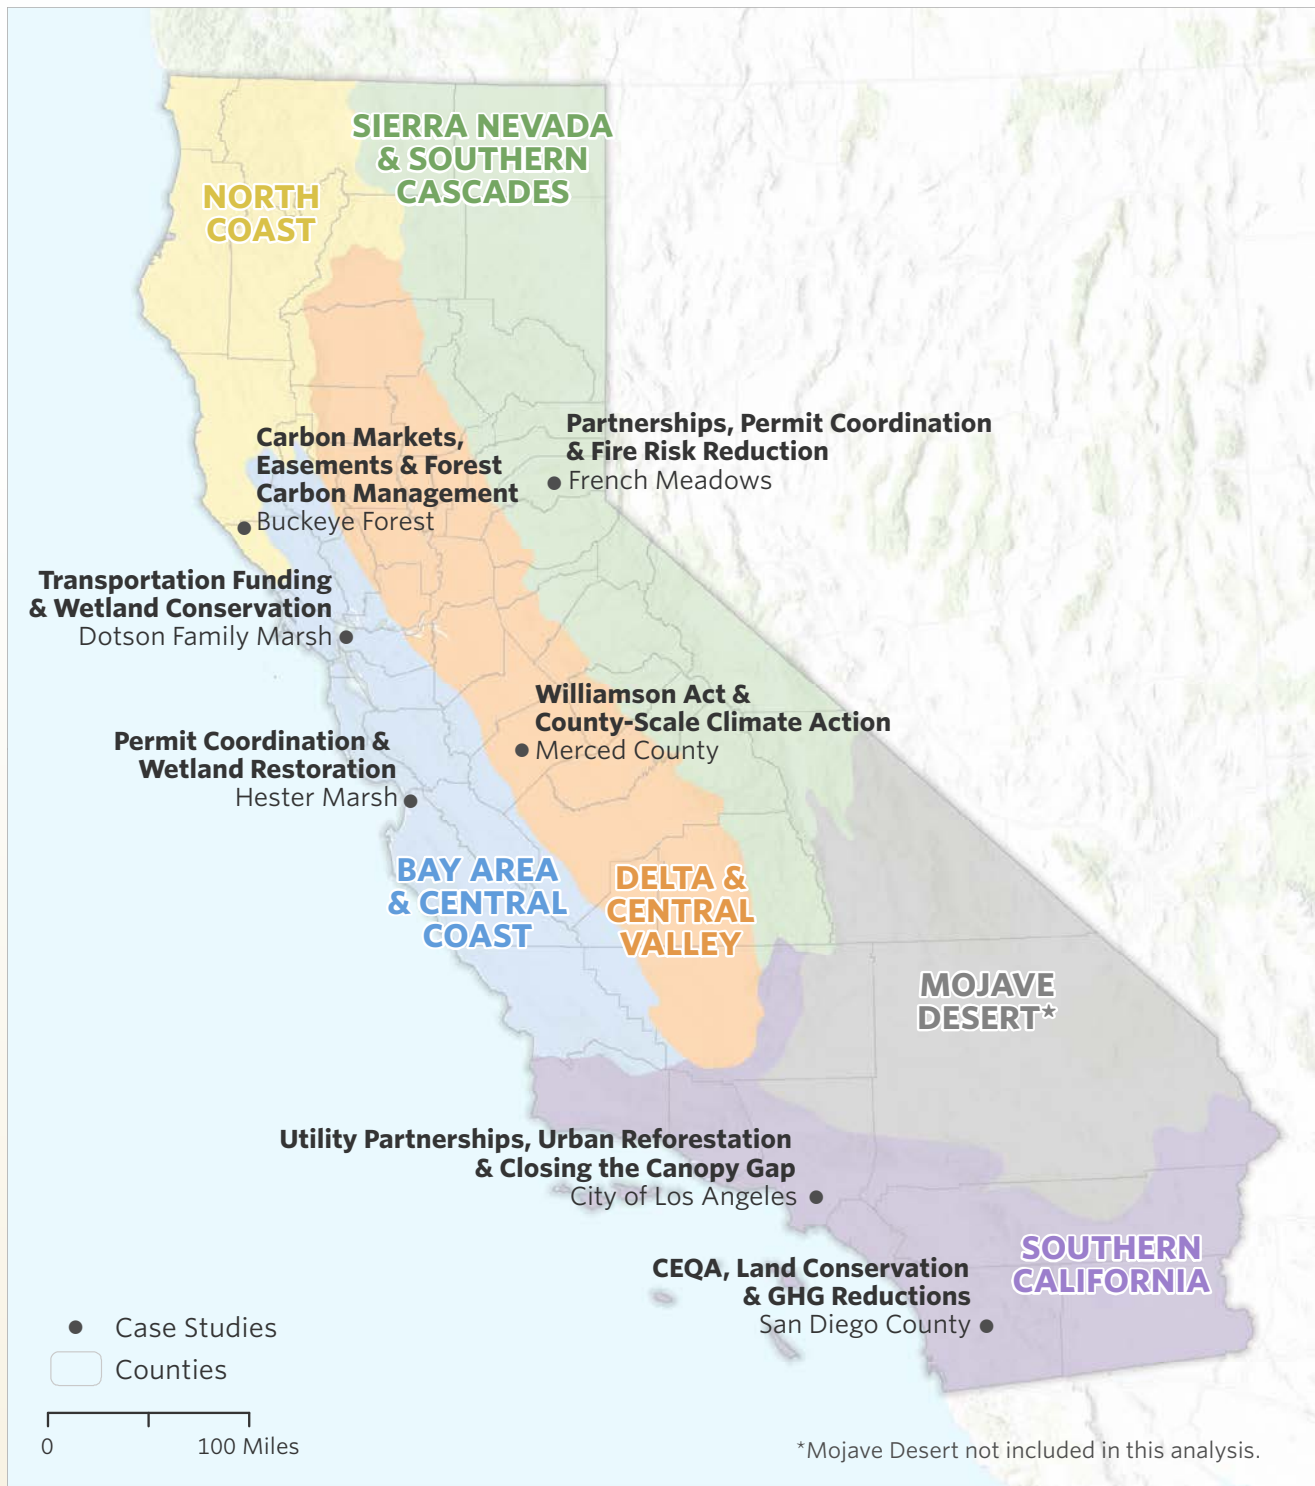 SIERRA NEVADA
& SOUTHERN
CASCADES
NORTH
COAST
Partnerships, Permit Coordination
& Fire Risk Reduction
French Meadows
Carbon Markets,
Easements & Forest
Carbon Management
Buckeye Forest
Transportation Funding
& Wetland Conservation
Dotson Family Marsh
Williamson Act &
County-Scale Climate Action
Merced County
Permit Coordination &
Wetland Restoration
Hester Marsh
BAY AREA
& CENTRAL
COAST
DELTA &
CENTRAL
VALLEY
MOJAVE
DESERT*
Utility Partnerships, Urban Reforestation
& Closing the Canopy Gap
City of Los Angeles
SOUTHERN
CALIFORNIA
CEQA, Land Conservation
& GHG Reductions
San Diego County
Case Studies
Counties
0 100 Miles
*Mojave Desert not included in this analysis.